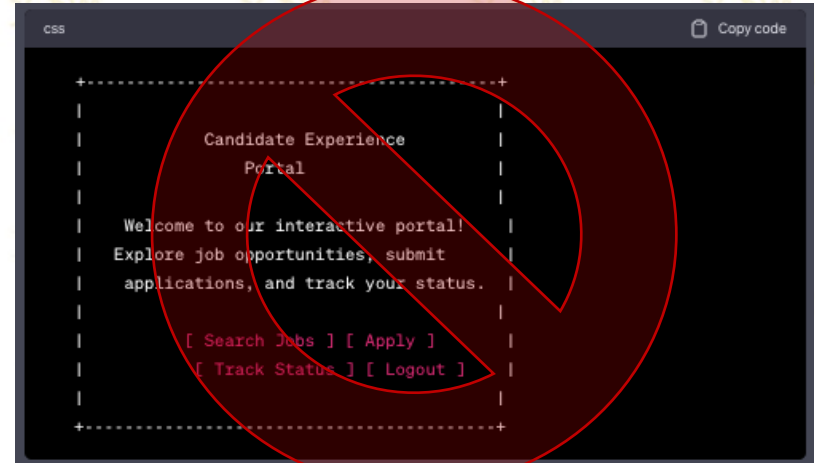 css
Copy code
+-----------------------------------------+
|                                         |
|            Candidate Experience         |
|                Portal                   |
|                                         |
|    Welcome to our interactive portal!    |
|   Explore job opportunities, submit      |
|    applications, and track your status.  |
|                                         |
|          [ Search Jobs ] [ Apply ]       |
|           [ Track Status ] [ Logout ]    |
|                                         |
+-----------------------------------------+